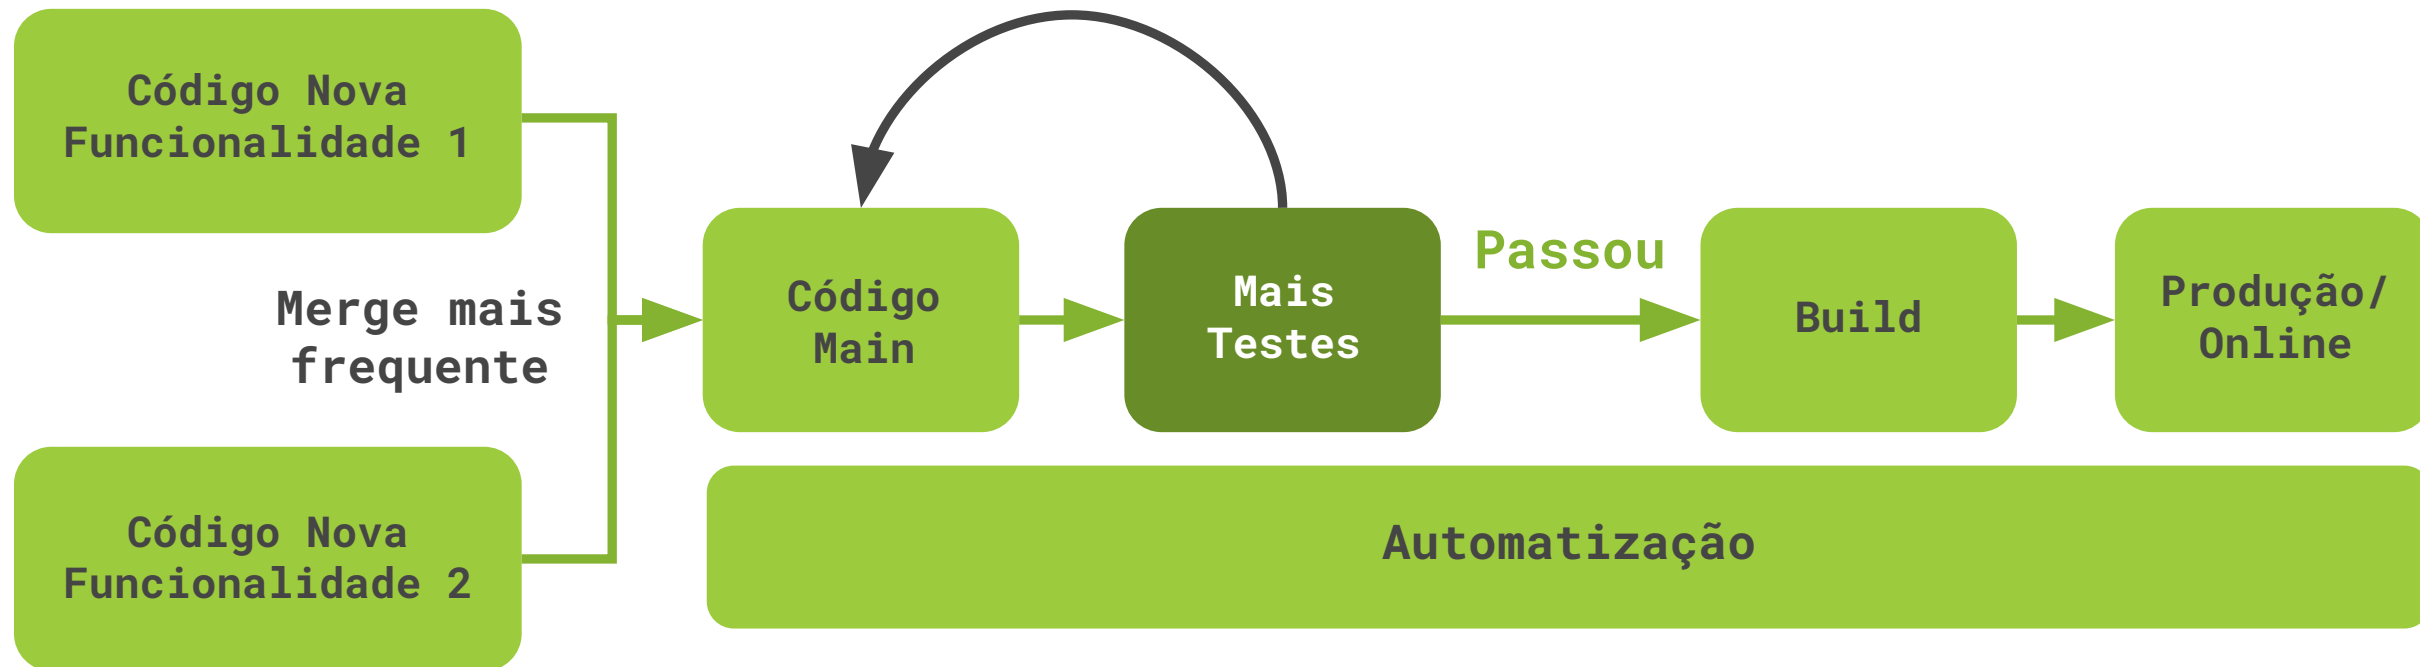 Código Nova
Funcionalidade 1
Merge mais
frequente
Código Nova
Funcionalidade 2
Código
Main
Mais
Testes
Passou
Build
Produção/
Online
Automatização